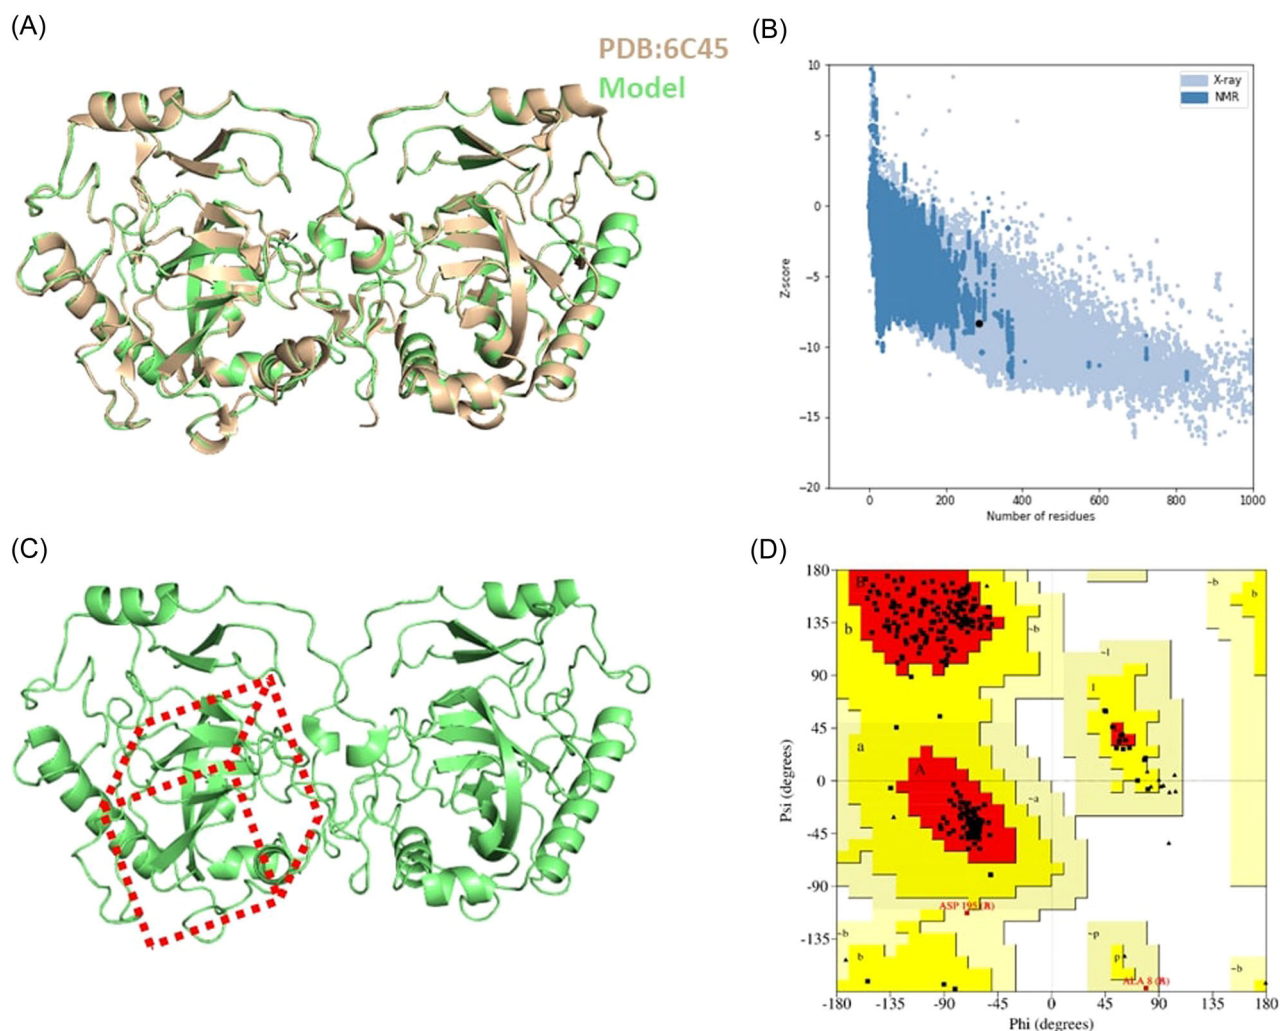 (A)
PDB:6C45
Model
(B)
10
5
0
−5
−10
−15
−20
Z-score
X-ray
NMR
0
200
400
600
800
1000
Number of residues
(C)
(D)
180
135
90
45
0
-45
-90
-135
Psi (degrees)
B
b
~b
~b
b
~l
l
a
A
~a
~b
b
~p
p
~b
ALA 8 (A)
-180
-135
-90
-45
0
45
90
135
180
Phi (degrees)